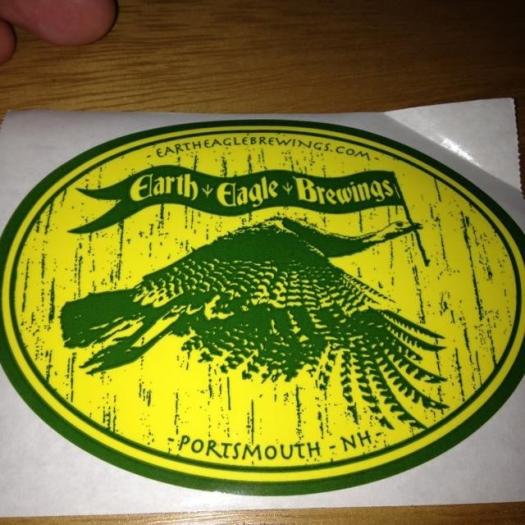 EARTHEAGLEBREWINGS.COM
Earth Eagle Brewings
PORTSMOUTH - NH